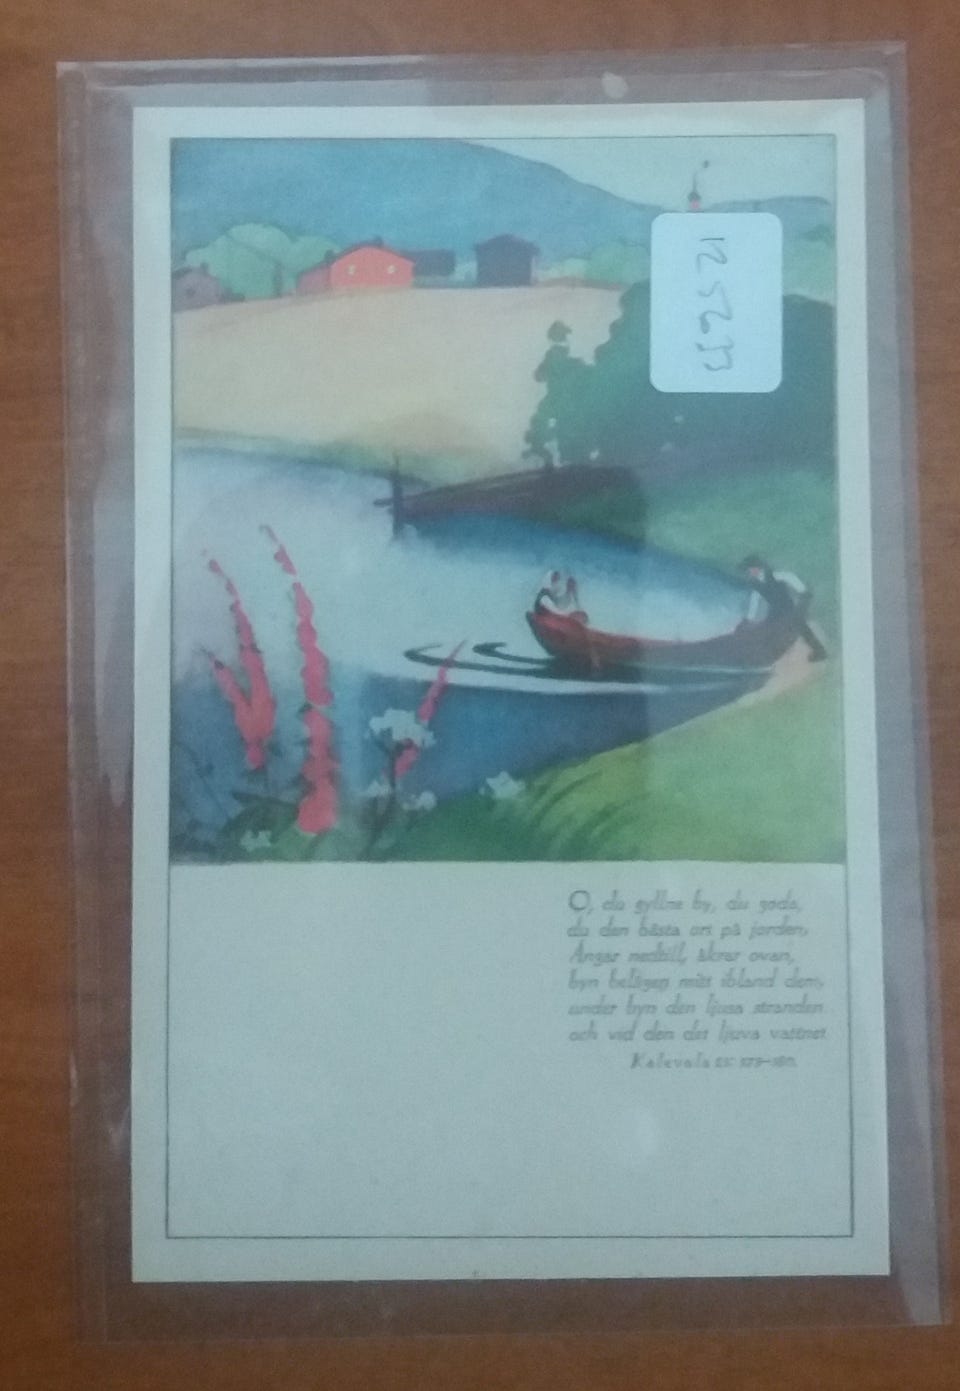 O, du gyllne by, du goda,
du den bästa ort på jorden,
Ängar nedtill, åkrar ovan,
byn belägen mitt ibland dem,
under byn den ljusa stranden
och vid den det ljuva vattnet
Kalevala